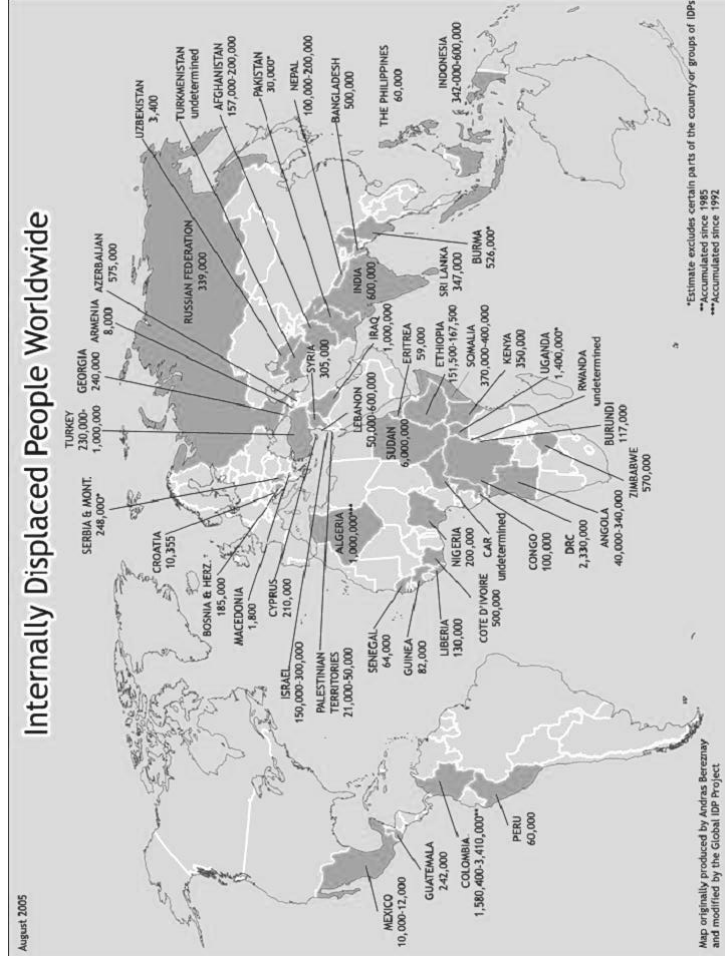 August 2005
Internally Displaced People Worldwide
SERBIA & MONT.
248,000*
TURKEY
230,000-
1,000,000
GEORGIA
240,000
ARMENIA
8,000
AZERBAIJAN
575,000
UZBEKISTAN
3,400
TURKMENISTAN
undetermined
AFGHANISTAN
157,000-200,000
PAKISTAN
30,000*
NEPAL
100,000-200,000
BANGLADESH
500,000
RUSSIAN FEDERATION
339,000
CROATIA
10,355
BOSNIA & HERZ.
185,000
MACEDONIA
1,800
CYPRUS
210,000
ISRAEL
150,000-300,000
PALESTINIAN
TERRITORIES
21,000-50,000
SYRIA
305,000
LEBANON
50,000-600,000
IRAQ
1,000,000
INDIA
600,000
THE PHILIPPINES
60,000
INDONESIA
342-000-600,000
SRI LANKA
347,000
BURMA
526,000*
ALGERIA
1,000,000***
SUDAN
6,000,000
ERITREA
59,000
ETHIOPIA
151,500-167,500
SOMALIA
370,000-400,000
KENYA
350,000
UGANDA
1,400,000*
RWANDA
undetermined
BURUNDI
117,000
ZIMBABWE
570,000
ANGOLA
40,000-340,000
DRC
2,330,000
CONGO
100,000
CAR
undetermined
NIGERIA
200,000
COTE D'IVOIRE
500,000
LIBERIA
130,000
GUINEA
82,000
SENEGAL
64,000
MEXICO
10,000-12,000
GUATEMALA
242,000
COLOMBIA
1,580,400-3,410,000**
PERU
60,000
*Estimate excludes certain parts of the country or groups of IDPs
**Accumulated since 1985
***Accumulated since 1992
Map originally produced by Andras Bereznay
and modified by the Global IDP Project